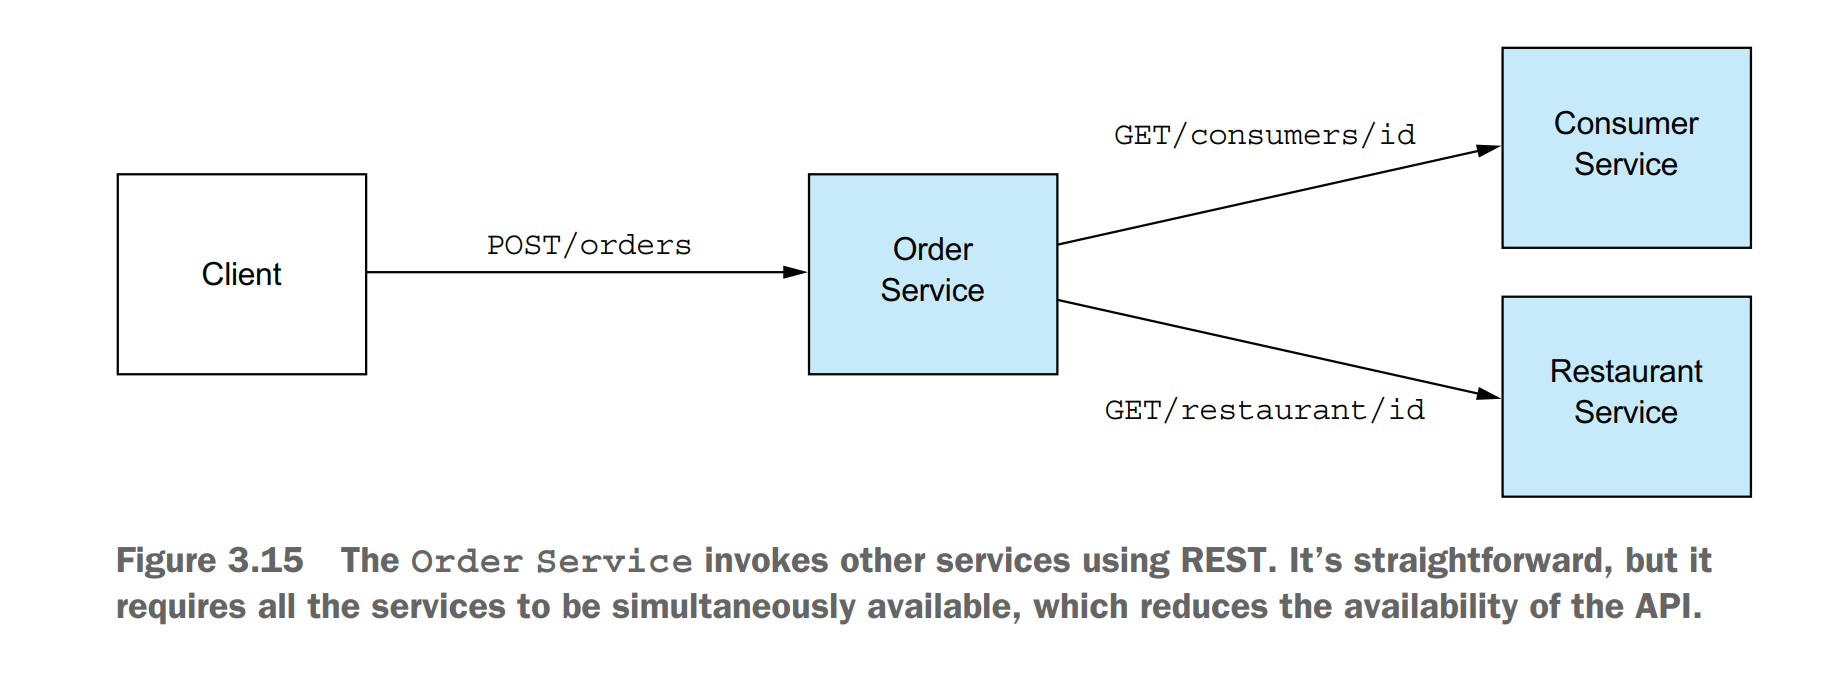 Client
POST/orders
Order
Service
GET/consumers/id
Consumer
Service
GET/restaurant/id
Restaurant
Service
Figure 3.15 The Order Service invokes other services using REST. It’s straightforward, but it
requires all the services to be simultaneously available, which reduces the availability of the API.